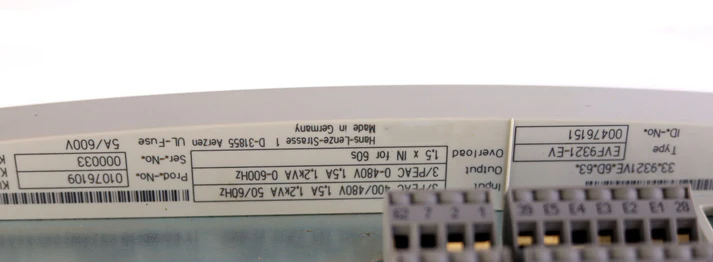 33.9321VE.6D.63.
Type EVF9321-EV
ID.-No. 00476151
Input 400/480V 1,5A 1,2kVA 50/60Hz
Output 3/PEAC 0-480V 1,5A 1,2kVA 0-600Hz
Overload 1,5 x IN for 60s
Hans-Lenze-Strasse 1 D-31855 Aerzen
Made in Germany
Prod.-No. 01076109
Ser.-No. 000033
UL-Fuse 5A/600V
62 7 2 1
39 E5 E4 E3 E2 E1 28